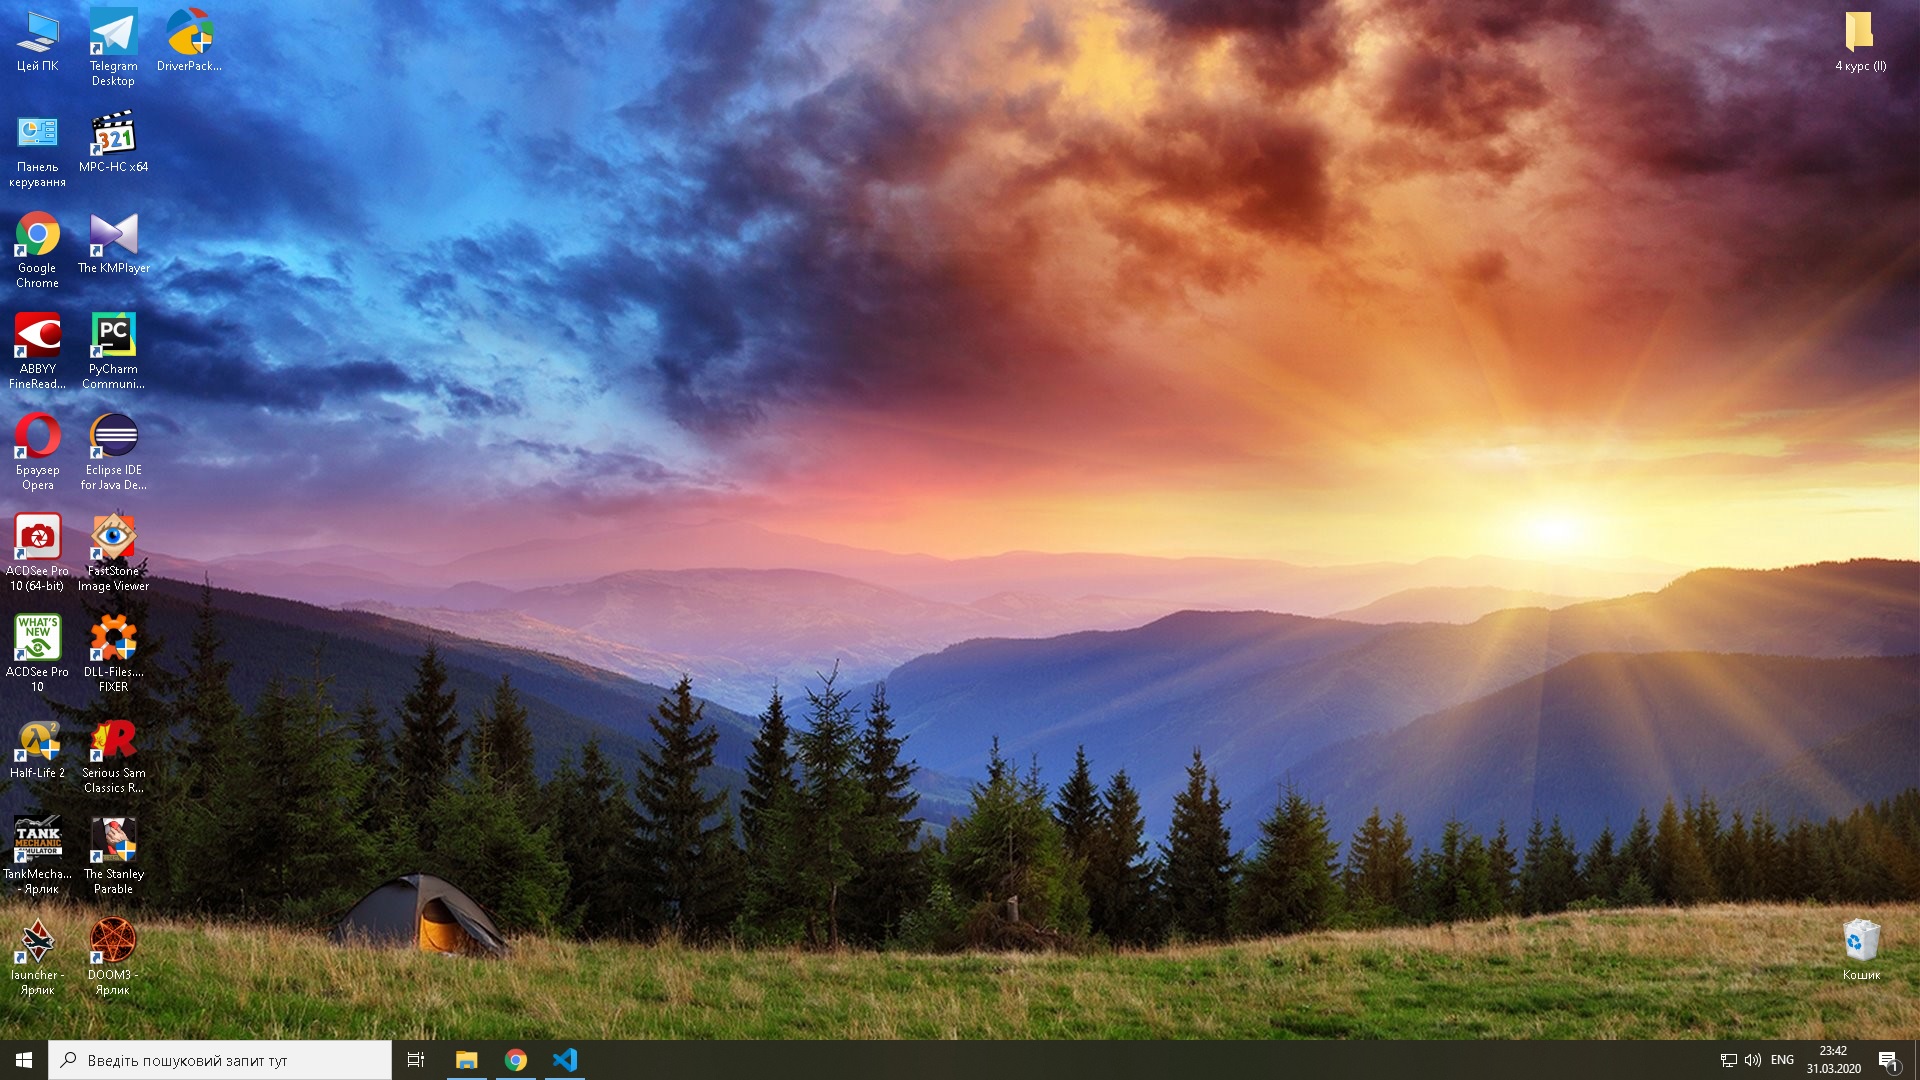 Цей ПК
Telegram
Desktop
DriverPack...
4 курс (II)
Панель
керування
321
MPC-HC x64
Google
Chrome
The KMPlayer
ABBYY
FineRead...
PC
PyCharm
Communi...
Браузер
Opera
Eclipse IDE
for Java De...
ACDSee Pro
10 (64-bit)
FastStone
Image Viewer
WHAT'S
NEW
ACDSee Pro
10
DLL-Files....
FIXER
2
Half-Life 2
R
Serious Sam
Classics R...
TANK
MECHANIC
SIMULATOR
TankMecha...
- Ярлик
The Stanley
Parable
launcher -
Ярлик
DOOM3 -
Ярлик
Кошик
Введіть пошуковий запит тут
ENG
23:42
31.03.2020
1